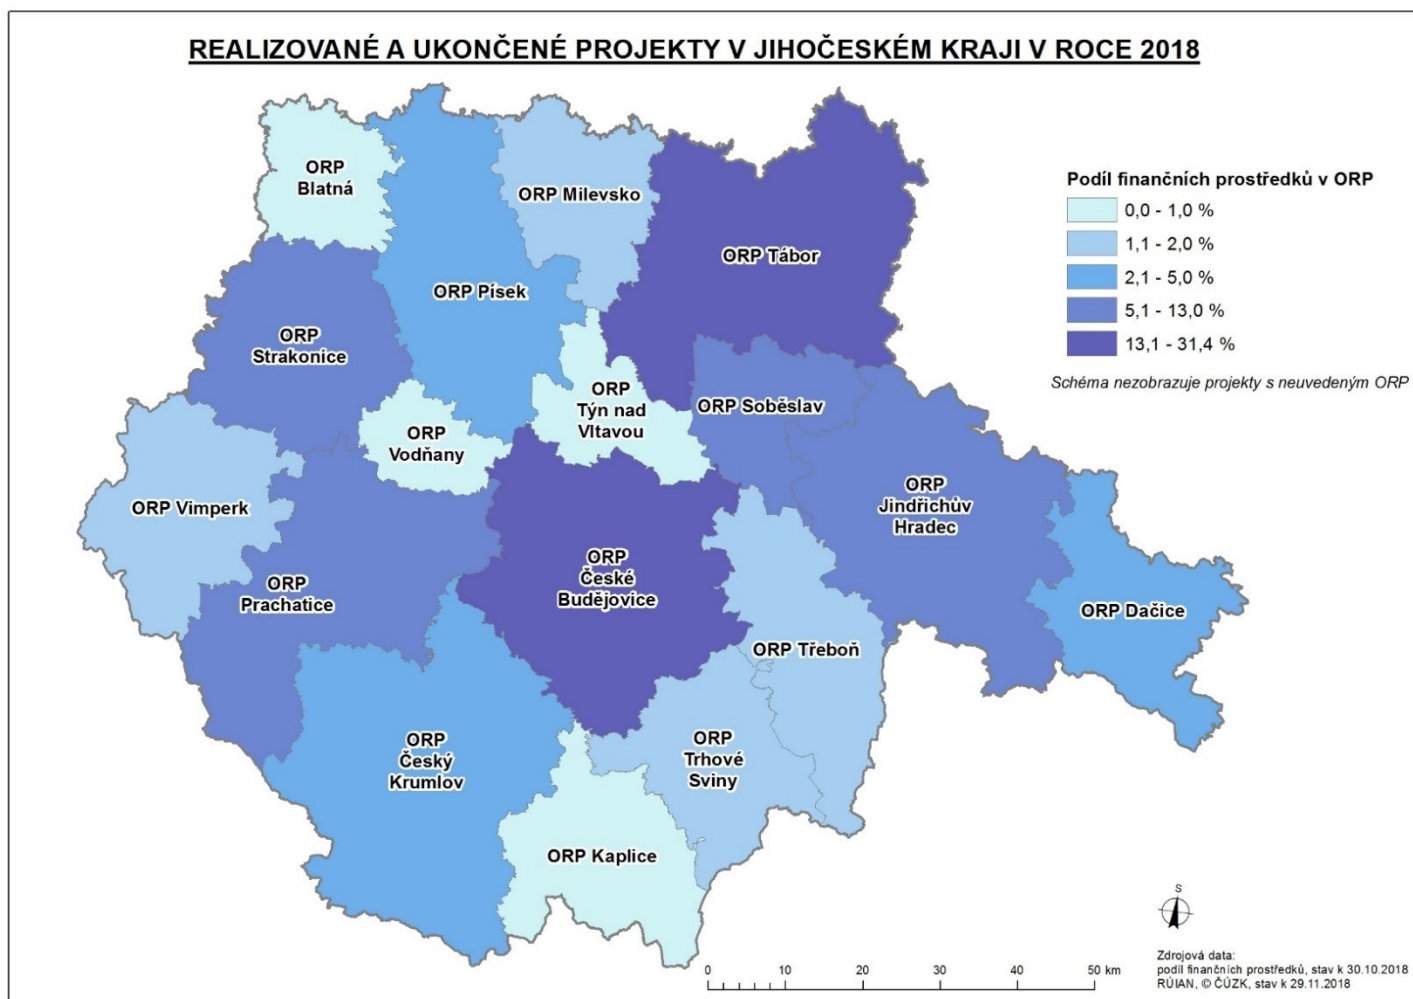 REALIZOVANÉ A UKONČENÉ PROJEKTY V JIHOČESKÉM KRAJI V ROCE 2018
ORP
Blatná
ORP Milevsko
ORP Tábor
ORP Písek
ORP
Strakonice
ORP
Týn nad
Vltavou
ORP Soběslav
ORP
Vodňany
ORP Vimperk
ORP
Jindřichův
Hradec
ORP
Prachatice
ORP
České
Budějovice
ORP Dačice
ORP Třeboň
ORP
Český
Krumlov
ORP
Trhové
Sviny
ORP Kaplice
Podíl finančních prostředků v ORP
0,0 - 1,0 %
1,1 - 2,0 %
2,1 - 5,0 %
5,1 - 13,0 %
13,1 - 31,4 %
Schéma nezobrazuje projekty s neuvedeným ORP
S
0 10 20 30 40 50 km
Zdrojová data:
podíl finančních prostředků, stav k 30.10.2018
RÚIAN, © ČÚZK, stav k 29.11.2018